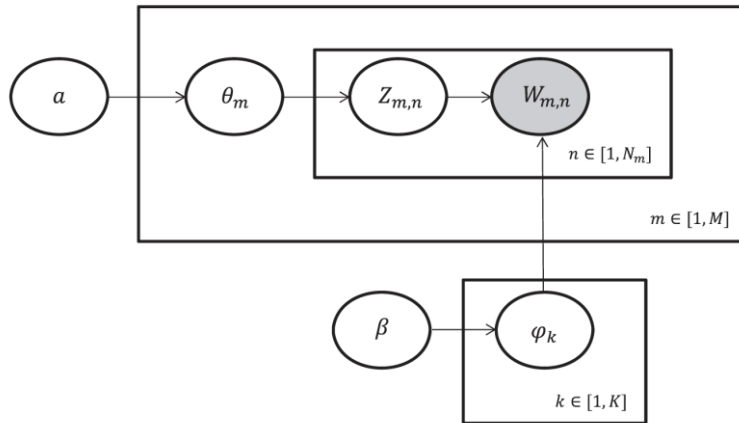 a
θ_m
Z_{m,n}
W_{m,n}
n ∈ [1, N_m]
m ∈ [1, M]
β
φ_k
k ∈ [1, K]